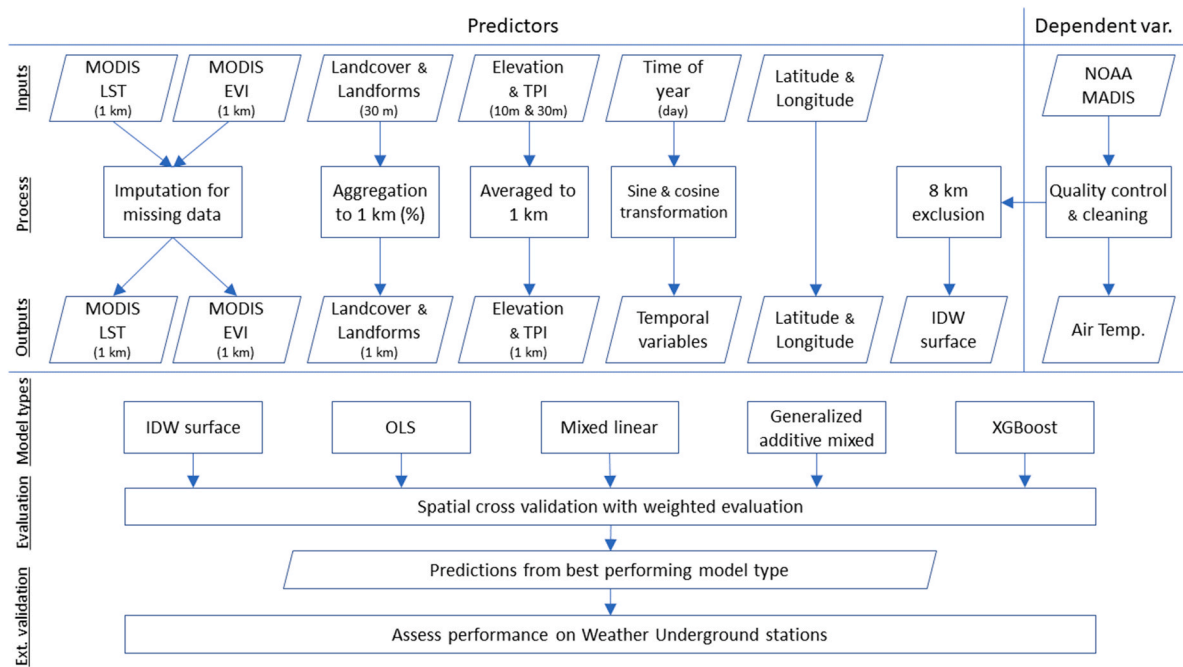 Predictors
Dependent var.
Inputs
MODIS
LST
(1 km)
MODIS
EVI
(1 km)
Landcover &
Landforms
(30 m)
Elevation
& TPI
(10m & 30m)
Time of
year
(day)
Latitude &
Longitude
NOAA
MADIS
Process
Imputation for
missing data
Aggregation
to 1 km (%)
Averaged to
1 km
Sine & cosine
transformation
8 km
exclusion
Quality control
& cleaning
Outputs
MODIS
LST
(1 km)
MODIS
EVI
(1 km)
Landcover &
Landforms
(1 km)
Elevation
& TPI
(1 km)
Temporal
variables
Latitude &
Longitude
IDW
surface
Air Temp.
Model types
IDW surface
OLS
Mixed linear
Generalized
additive mixed
XGBoost
Evaluation
Spatial cross validation with weighted evaluation
Predictions from best performing model type
Ext. validation
Assess performance on Weather Underground stations